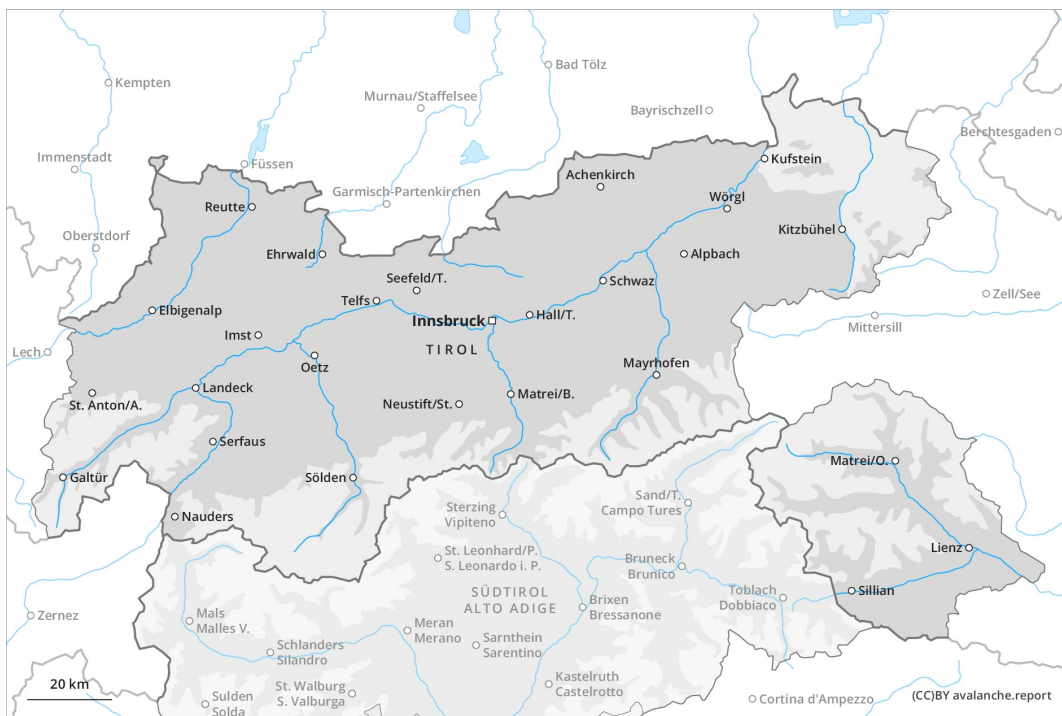 Kempten
Bad Tölz
Murnau/Staffelsee
Bayrischzell
Berchtesgaden
Immenstadt
Füssen
Kufstein
Garmisch-Partenkirchen
Achenkirch
Reutte
Wörgl
Oberstdorf
Kitzbühel
Ehrwald
Alpbach
Seefeld/T.
Schwaz
Zell/See
Telfs
Elbigenalp
Hall/T.
Innsbruck
Mittersill
Imst
TIROL
Lech
Oetz
Mayrhofen
Landeck
St. Anton/A.
Matrei/B.
Neustift/St.
Serfaus
Matrei/O.
Galtür
Sölden
Sand/T.
Campo Tures
Sterzing
Vipiteno
Nauders
Lienz
St. Leonhard/P.
S. Leonardo i. P.
Bruneck
Brunico
SÜDTIROL
ALTO ADIGE
Toblach
Dobbiaco
Sillian
Brixen
Bressanone
Zernez
Mals
Malles V.
Meran
Merano
Sarnthein
Sarentino
Schlanders
Silandro
Kastelruth
Castelrotto
20 km
St. Walburg
S. Valburga
Sulden
Solda
Cortina d'Ampezzo
(CC)BY avalanche.report